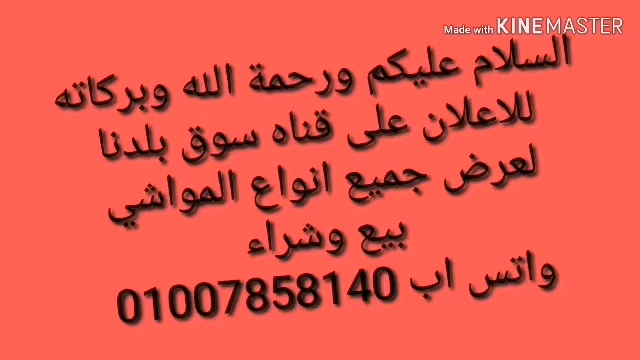 Made with KINEMASTER
السلام عليكم ورحمة الله وبركاته
للاعلان على قناه سوق بلدنا
لعرض جميع انواع المواشي
بيع وشراء
واتس اب 01007858140